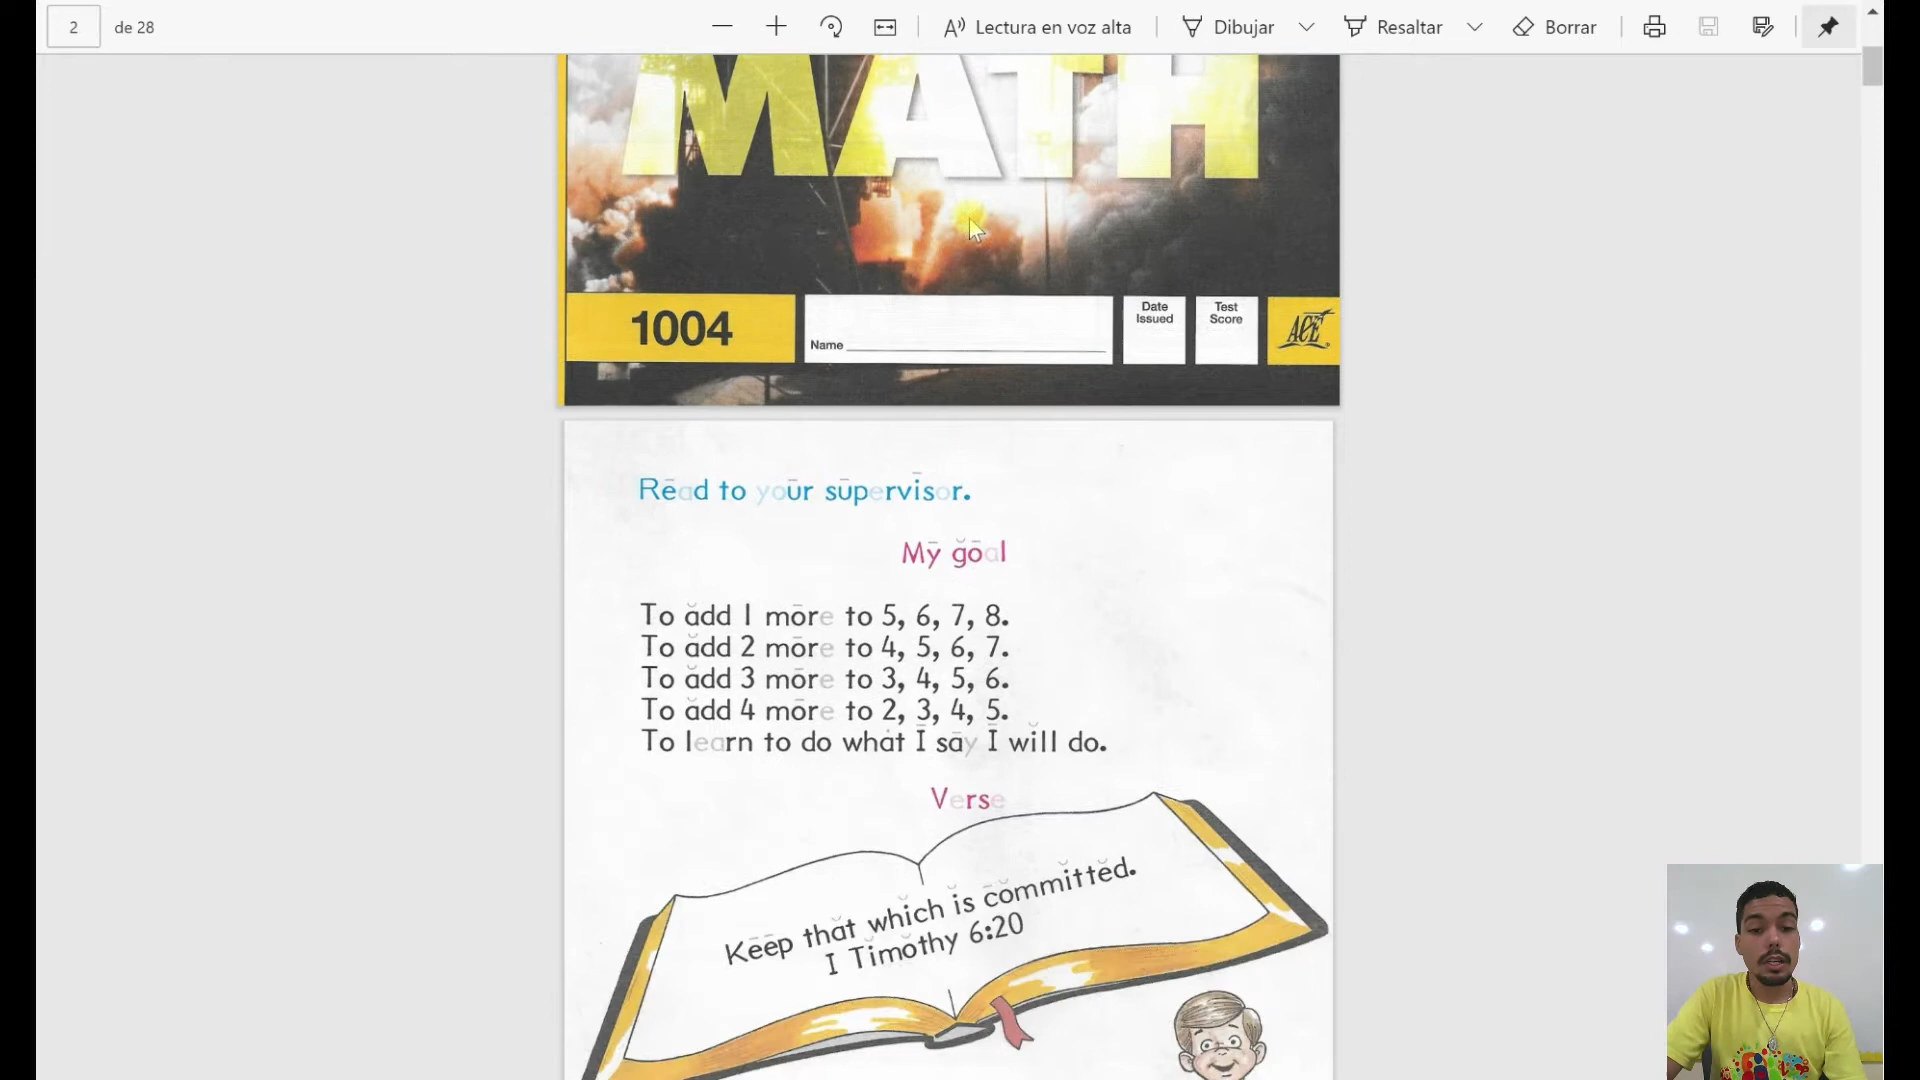 2 de 28 Lectura en voz alta Dibujar Resaltar Borrar
MATH
1004
Name
Date Issued
Test Score
ACE
Read to your supervisor.
My goal
To add 1 more to 5, 6, 7, 8.
To add 2 more to 4, 5, 6, 7.
To add 3 more to 3, 4, 5, 6.
To add 4 more to 2, 3, 4, 5.
To learn to do what I say I will do.
Verse
Keep that which is committed.
I Timothy 6:20